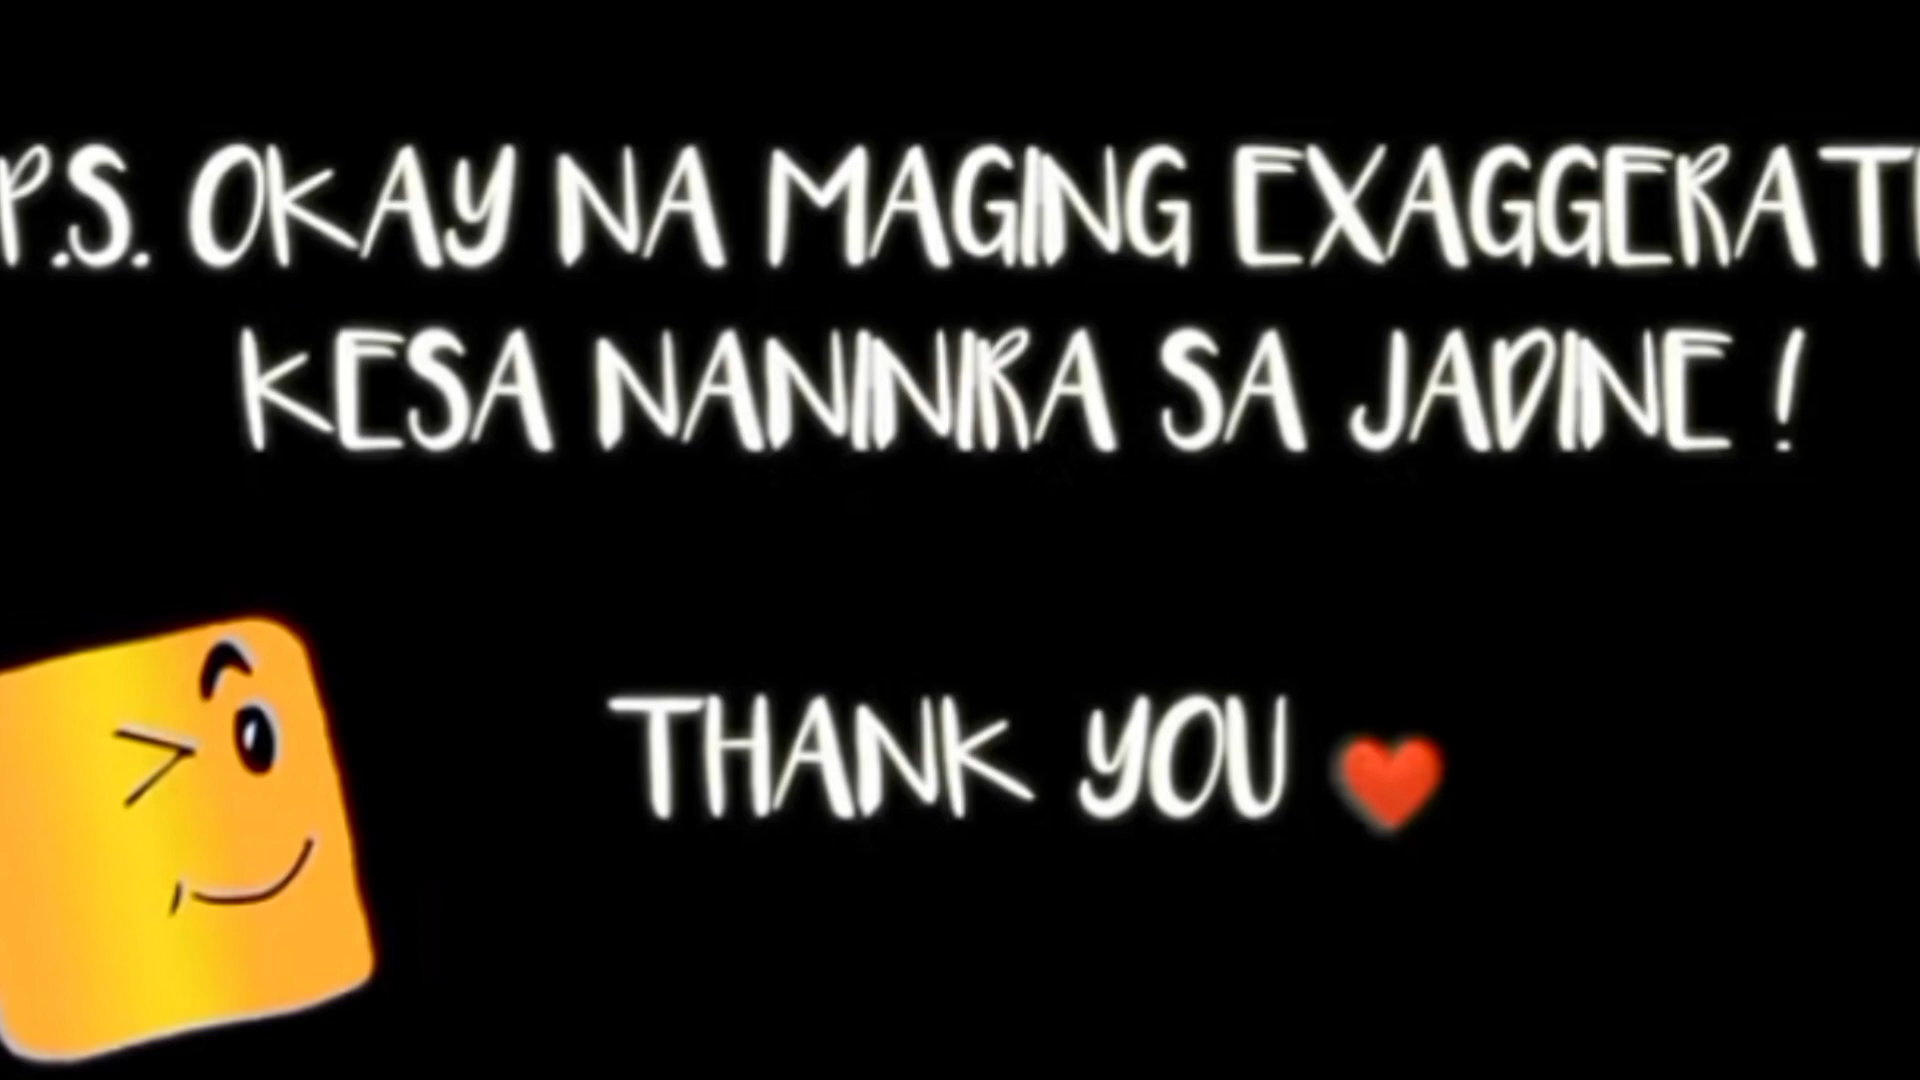 P.S. OKAY NA MAGING
KESA NANINIRA SA JADINE !
THANK YOU ❤️